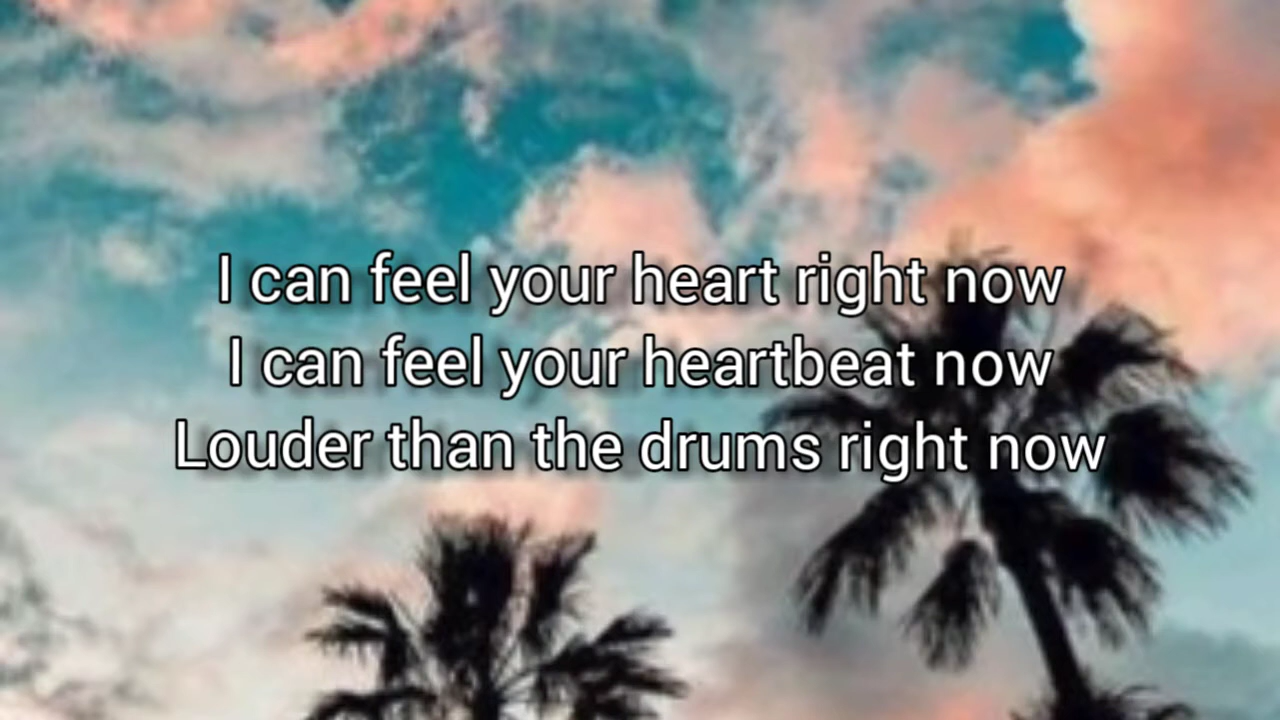 I can feel your heart right now
I can feel your heartbeat now
Louder than the drums right now